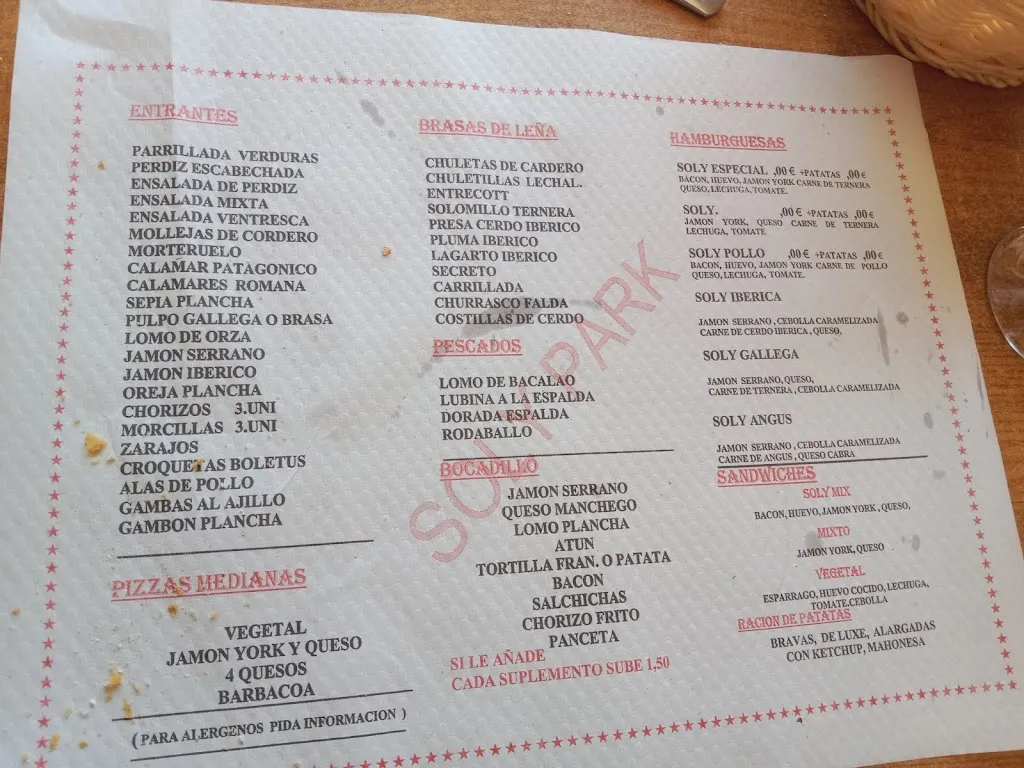 ENTRANTES
PARRILLADA VERDURAS
PERDIZ ESCABECHADA
ENSALADA DE PERDIZ
ENSALADA MIXTA
ENSALADA VENTRESCA
MOLLEJAS DE CORDERO
MORTERUELO
CALAMAR PATAGONICO
CALAMARES ROMANA
SEPIA PLANCHA
PULPO GALLEGA O BRASA
LOMO DE ORZA
JAMON SERRANO
JAMON IBERICO
OREJA PLANCHA
CHORIZOS 3.UNI
MORCILLAS 3.UNI
ZARAJOS
CROQUETAS BOLETUS
ALAS DE POLLO
GAMBAS AL AJILLO
GAMBON PLANCHA
PIZZAS MEDIANAS
VEGETAL
JAMON YORK Y QUESO
4 QUESOS
BARBACOA
( PARA ALERGENOS PIDA INFORMACION )
BRASAS DE LEÑA
CHULETAS DE CARDERO
CHULETILLAS LECHAL.
ENTRECOTT
SOLOMILLO TERNERA
PRESA CERDO IBERICO
PLUMA IBERICO
LAGARTO IBERICO
SECRETO
CARRILLADA
CHURRASCO FALDA
COSTILLAS DE CERDO
PESCADOS
LOMO DE BACALAO
LUBINA A LA ESPALDA
DORADA ESPALDA
RODABALLO
BOCADILLO
JAMON SERRANO
QUESO MANCHEGO
LOMO PLANCHA
ATUN
TORTILLA FRAN. O PATATA
BACON
SALCHICHAS
CHORIZO FRITO
PANCETA
SI LE AÑADE
CADA SUPLEMENTO SUBE 1,50
HAMBURGUESAS
SOLY ESPECIAL ,00 € +PATATAS ,00 €
BACON, HUEVO, JAMON YORK CARNE DE TERNERA
QUESO, LECHUGA, TOMATE.
SOLY. ,00 € +PATATAS ,00 €
JAMON YORK, QUESO CARNE DE TERNERA
LECHUGA, TOMATE
SOLY POLLO ,00 € +PATATAS ,00 €
BACON, HUEVO, JAMON YORK CARNE DE POLLO
QUESO, LECHUGA, TOMATE.
SOLY IBERICA
JAMON SERRANO , CEBOLLA CARAMELIZADA
CARNE DE CERDO IBERICA , QUESO,
SOLY GALLEGA
JAMON SERRANO, QUESO,
CARNE DE TERNERA , CEBOLLA CARAMELIZADA
SOLY ANGUS
JAMON SERRANO , CEBOLLA CARAMELIZADA
CARNE DE ANGUS , QUESO CABRA
SANDWICHES
SOLY MIX
BACON, HUEVO, JAMON YORK , QUESO,
MIXTO
JAMON YORK, QUESO
VEGETAL
ESPARRAGO, HUEVO COCIDO, LECHUGA,
TOMATE.CEBOLLA
RACION DE PATATAS
BRAVAS, DE LUXE, ALARGADAS
CON KETCHUP, MAHONESA
SOLY PARK